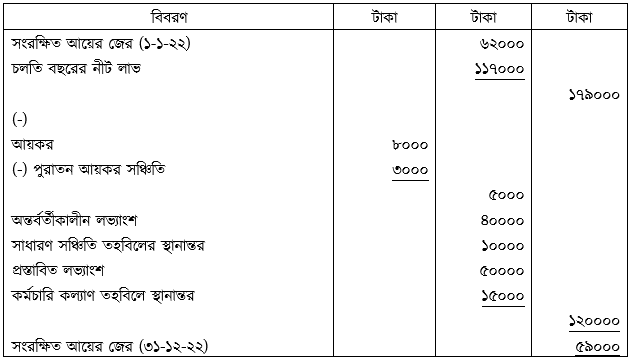 বিবরণ টাকা টাকা টাকা
সংরক্ষিত আয়ের জের (১-১-২২) ৬২০০০
চলতি বছরের নীট লাভ ১১৭০০০
১৭৯০০০
(-)
আয়কর ৮০০০
(-) পুরাতন আয়কর সঞ্চিতি ৩০০০
৫০০০
অন্তর্বর্তীকালীন লভ্যাংশ ৪০০০০
সাধারণ সঞ্চিতি তহবিলের স্থানান্তর ১০০০০
প্রস্তাবিত লভ্যাংশ ৫০০০০
কর্মচারি কল্যাণ তহবিলে স্থানান্তর ১৫০০০
১২০০০০
সংরক্ষিত আয়ের জের (৩১-১২-২২) ৫৯০০০